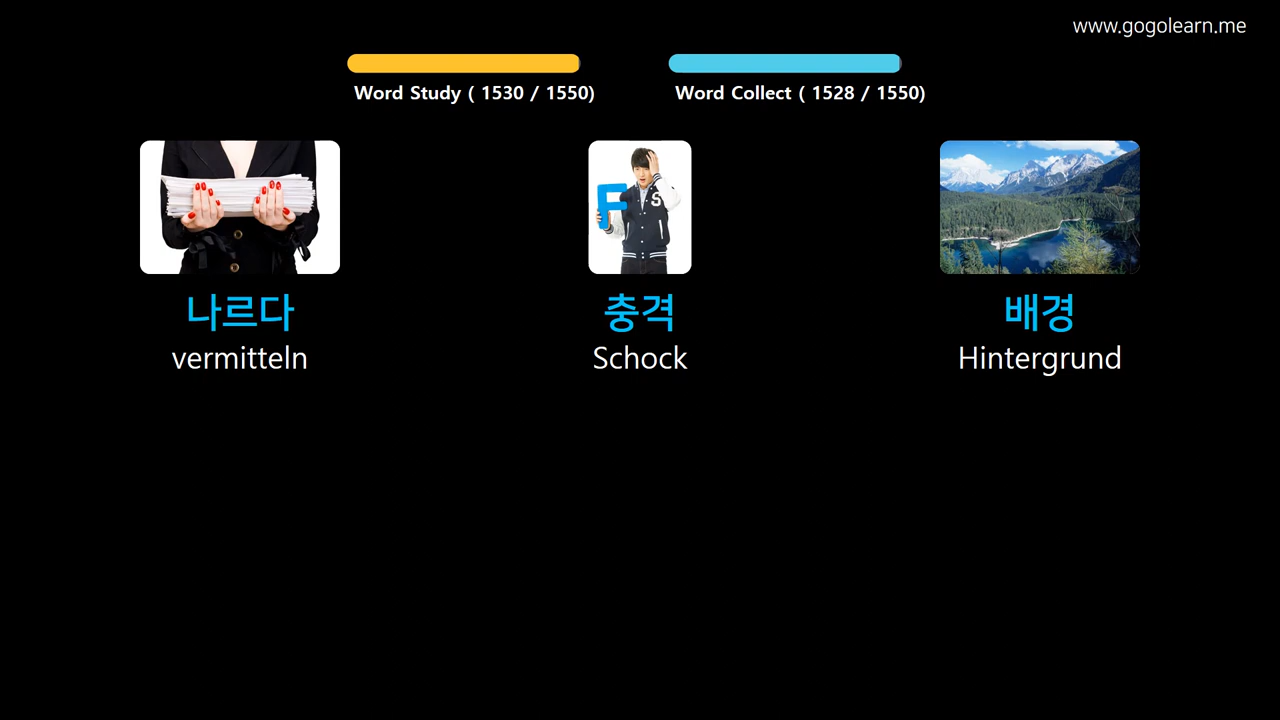 www.gogolearn.me
Word Study ( 1530 / 1550)
Word Collect ( 1528 / 1550)
F
S
나르다
충격
배경
vermitteln
Schock
Hintergrund